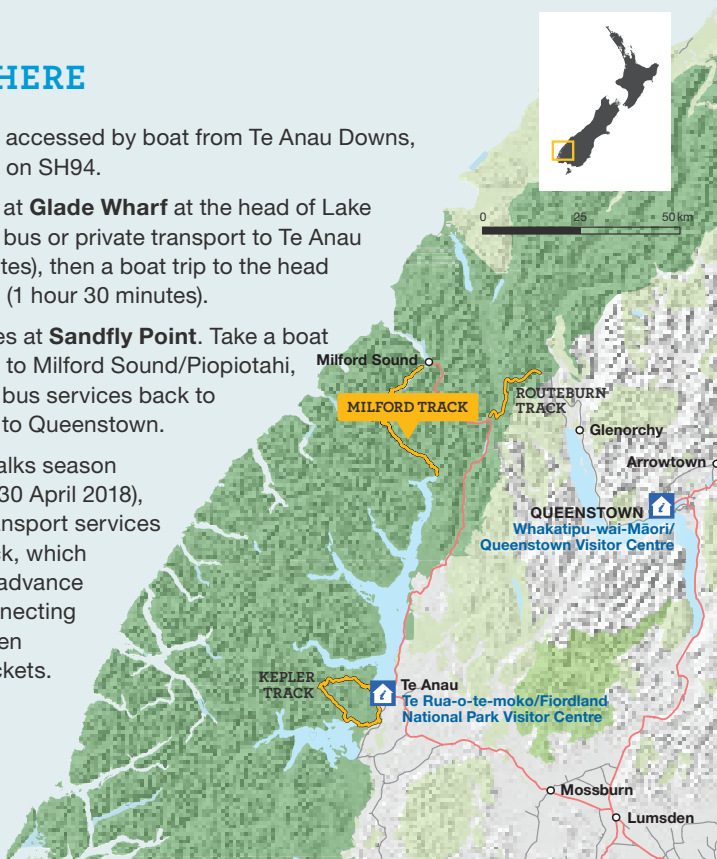 HERE
accessed by boat from Te Anau Downs,
on SH94.
at Glade Wharf at the head of Lake
bus or private transport to Te Anau
tes), then a boat trip to the head
(1 hour 30 minutes).
es at Sandfly Point. Take a boat
to Milford Sound/Piopiotahi,
bus services back to
to Queenstown.
alks season
30 April 2018),
ansport services
ck, which
advance
necting
en
ckets.
0 25 50 km
Milford Sound
MILFORD TRACK
ROUTEBURN
TRACK
Glenorchy
Arrowtown
QUEENSTOWN
Whakatipu-wai-Māori/
Queenstown Visitor Centre
KEPLER
TRACK
Te Anau
Te Rua-o-te-moko/Fiordland
National Park Visitor Centre
Mossburn
Lumsden